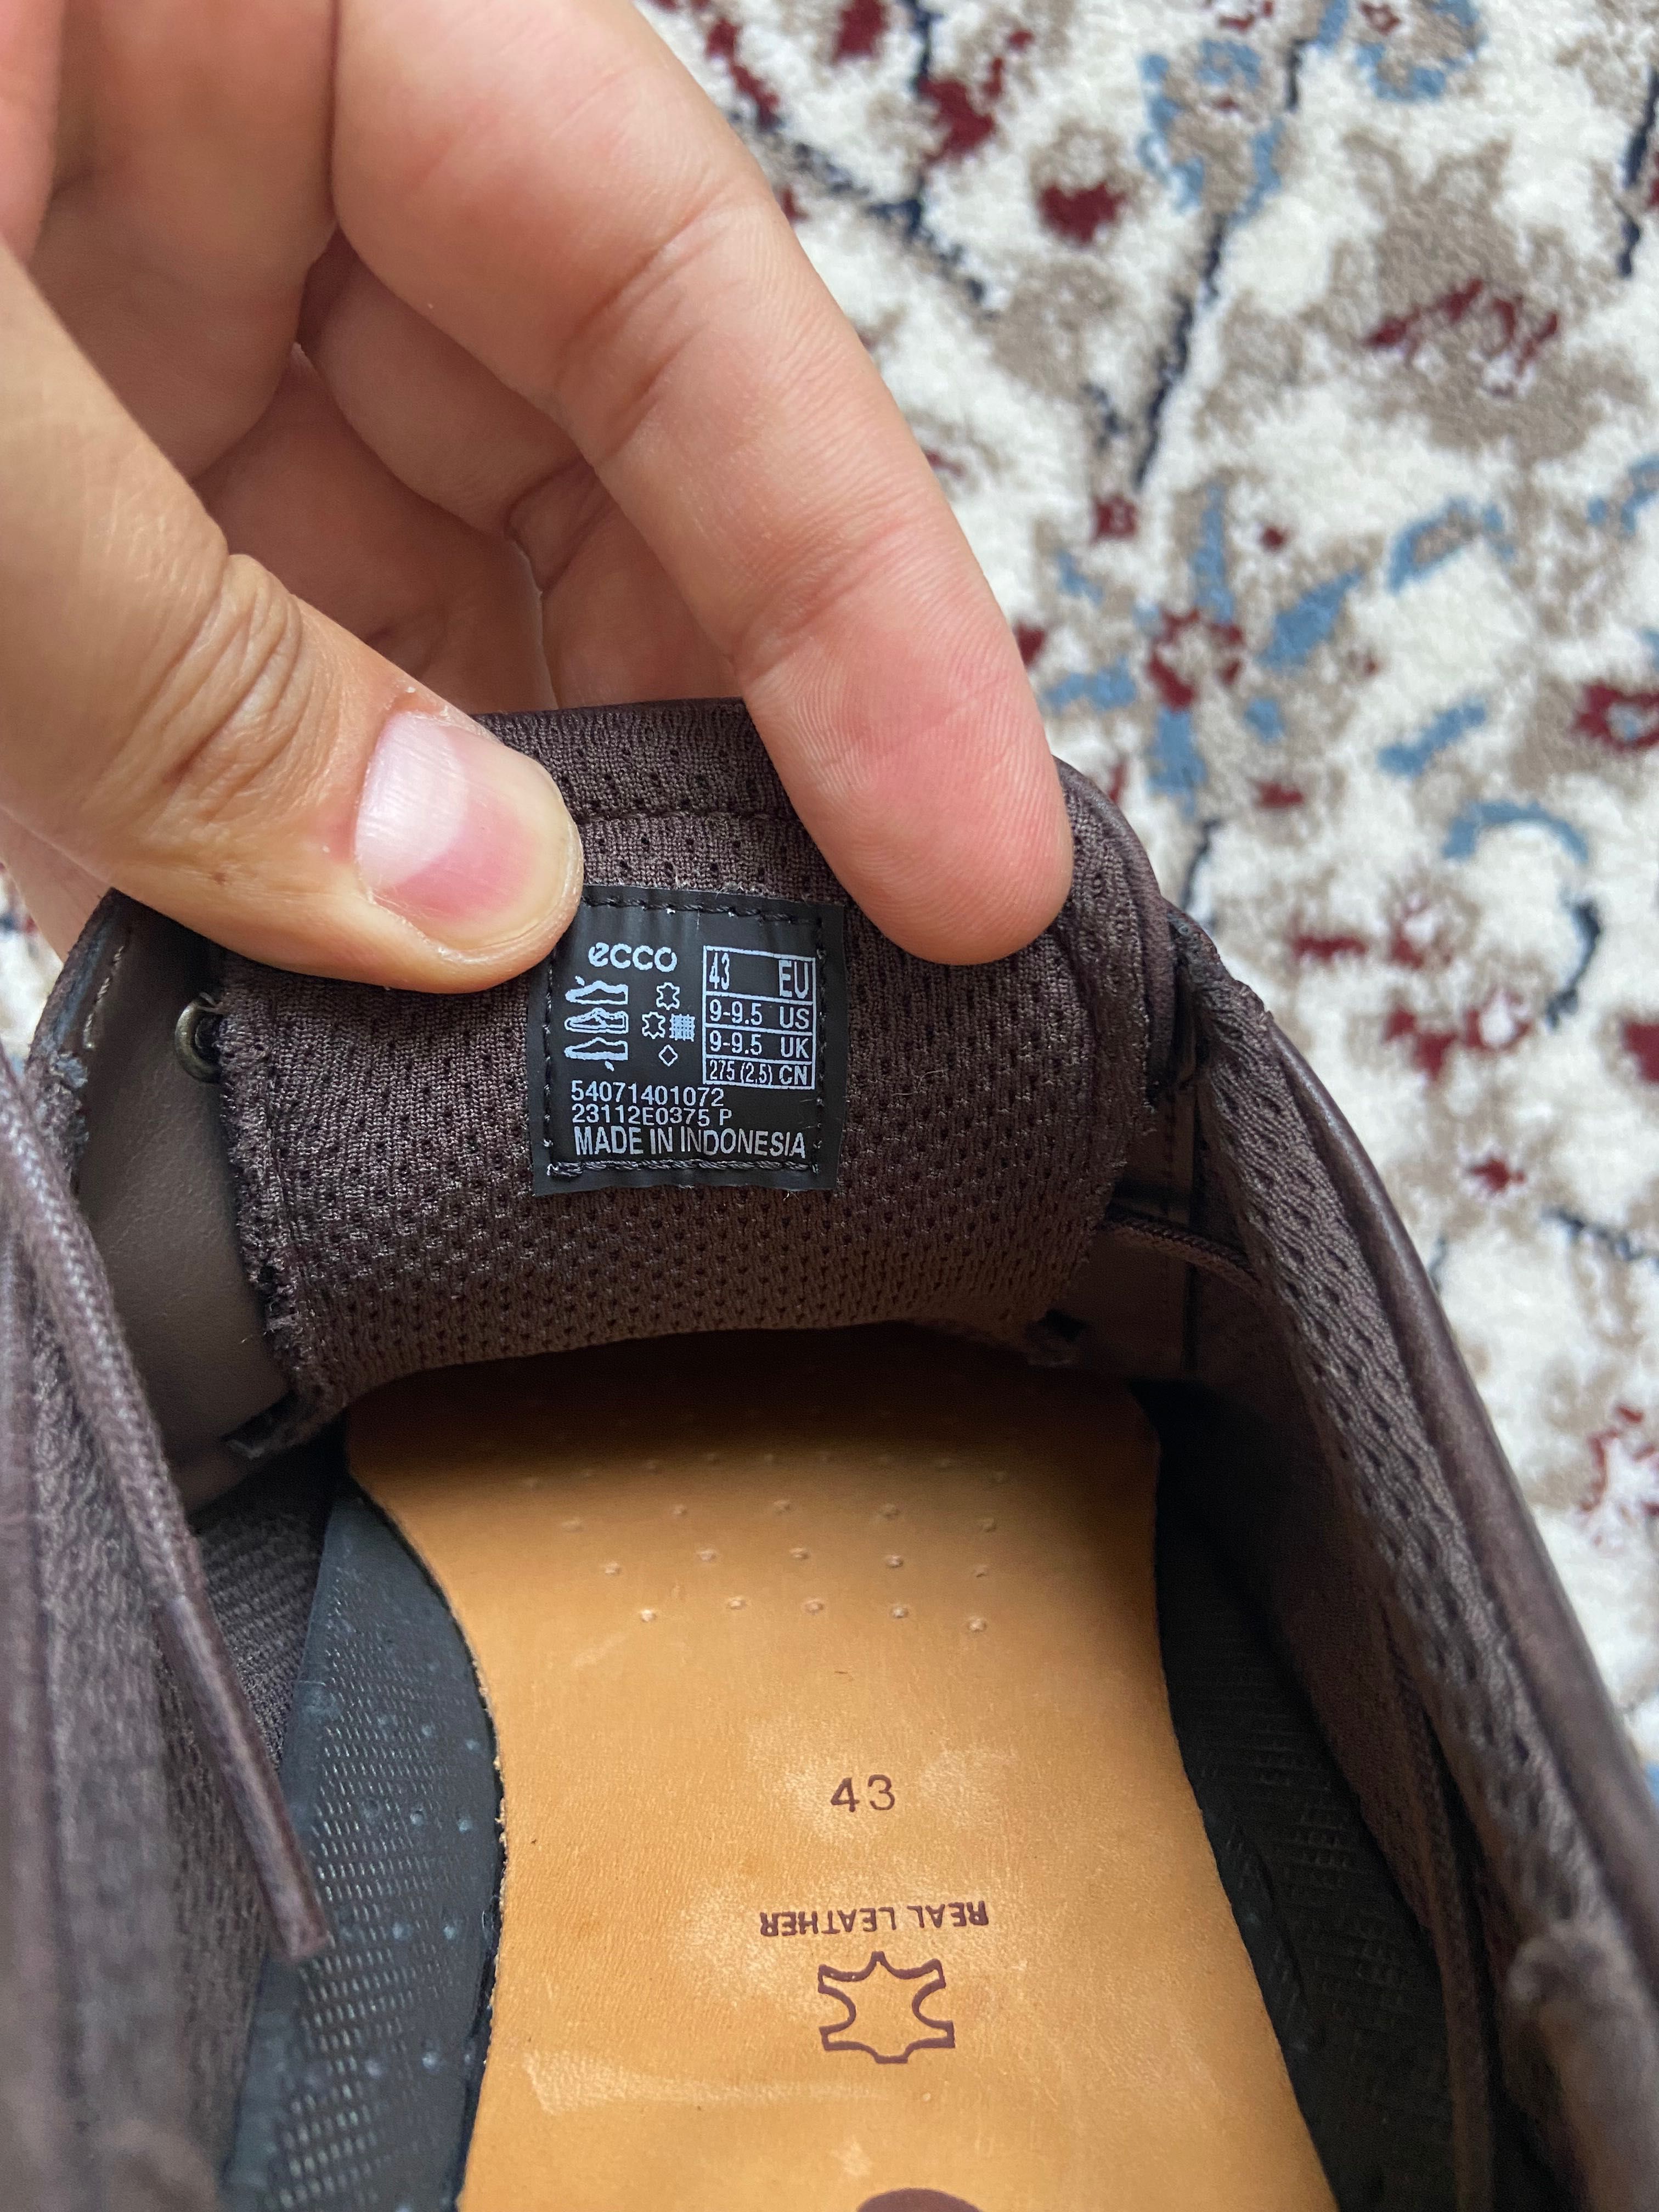 ecco
43 EU
9-9.5 US
9-9.5 UK
275 (2.5) CN
54071401072
23112E0375 P
MADE IN INDONESIA
43
REAL LEATHER